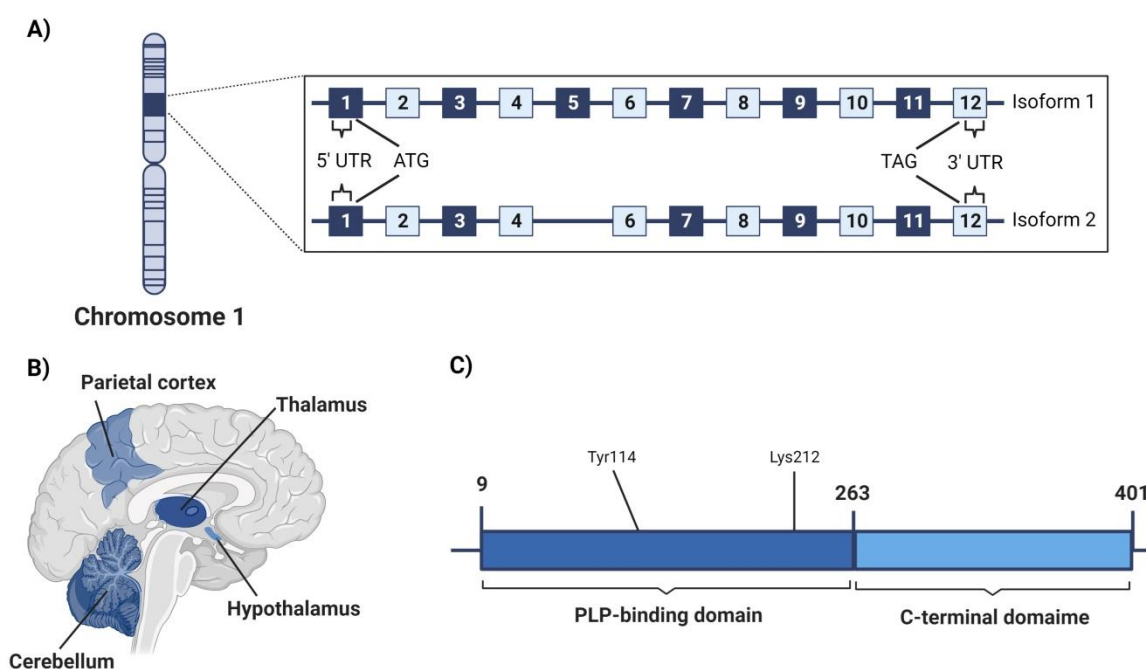 A)
1 2 3 4 5 6 7 8 9 10 11 12 Isoform 1
5' UTR ATG TAG 3' UTR
1 2 3 4 6 7 8 9 10 11 12 Isoform 2
Chromosome 1
B)
Parietal cortex
Thalamus
Hypothalamus
Cerebellum
C)
Tyr114 Lys212
9 263 401
PLP-binding domain C-terminal domaime